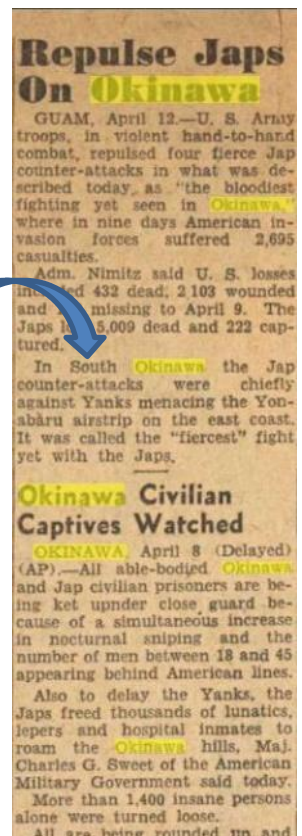 Repulse Japs
On Okinawa
GUAM, April 12.—U. S. Army
troops, in violent hand-to-hand
combat, repulsed four fierce Jap
counter-attacks in what was de-
scribed today, as "the bloodiest
fighting yet seen in Okinawa,"
where in nine days American in-
vasion forces suffered 2,695
casualties.
Adm. Nimitz said U. S. losses
432 dead, 2 103 wounded
and missing to April 9. The
Japs 5,009 dead and 222 cap-
tured.
In South Okinawa the Jap
counter-attacks were chiefly
against Yanks menacing the Yon-
abaru airstrip on the east coast.
It was called the "fiercest" fight
yet with the Japs.
Okinawa Civilian
Captives Watched
OKINAWA, April 8 (Delayed)
(AP).—All able-bodied Okinawa
and Jap civilian prisoners are be-
ing ket upnder close guard be-
cause of a simultaneous increase
in nocturnal sniping and the
number of men between 18 and 45
appearing behind American lines.
Also to delay the Yanks, the
Japs freed thousands of lunatics,
lepers and hospital inmates to
roam the Okinawa hills, Maj.
Charles G. Sweet of the American
Military Government said today.
More than 1,400 insane persons
alone were turned loose.
All are being rounded up and